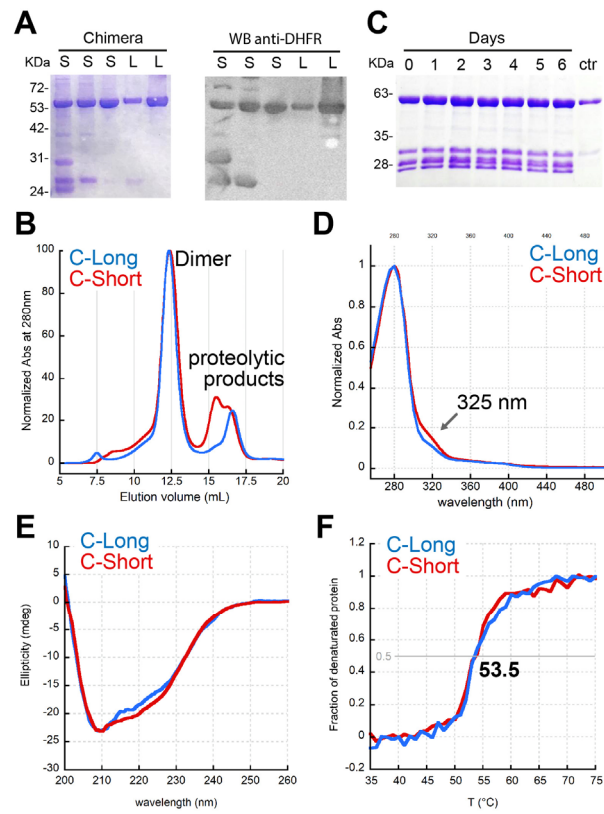 A
Chimera
WB anti-DHFR
KDa S S S L L
S S S L L
72-
53-
42-
31-
24-
C
Days
KDa 0 1 2 3 4 5 6 ctr
63-
35-
28-
B
C-Long
C-Short
Dimer
proteolytic
products
Normalized Abs at 280nm
100
80
60
40
20
0
5 7.5 10 12.5 15 17.5 20
Elution volume (mL)
D
260 320 360 400 440 480
C-Long
C-Short
325 nm
Normalized Abs
1
0.8
0.6
0.4
0.2
0
280 320 360 400 440 480
wavelength (nm)
E
C-Long
C-Short
Ellipticity (mdeg)
10
5
0
-5
-10
-15
-20
-25
-30
200 210 220 230 240 250 260
wavelength (nm)
F
C-Long
C-Short
0.5
53.5
Fraction of denaturated protein
1.2
1
0.8
0.6
0.4
0.2
0
-0.2
35 40 45 50 55 60 65 70 75
T (°C)